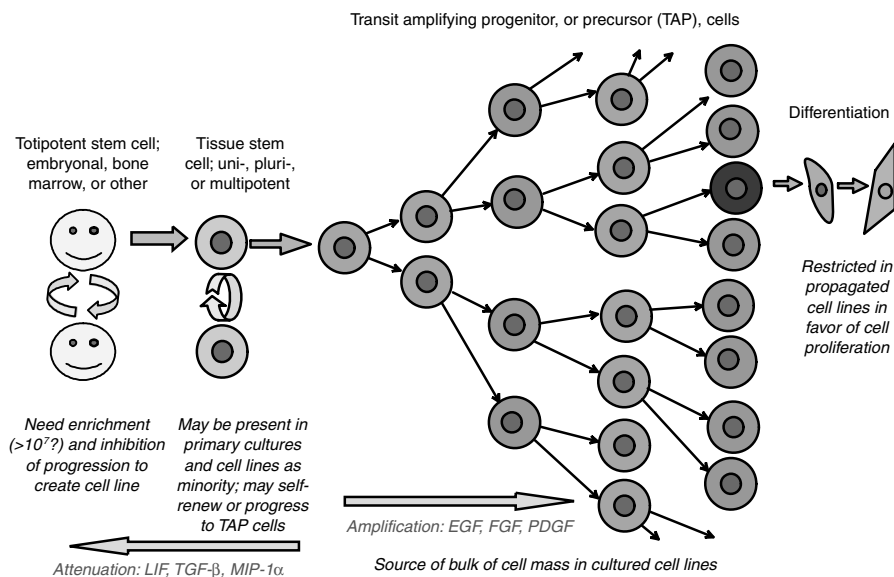 Transit amplifying progenitor, or precursor (TAP), cells
Totipotent stem cell;
embryonal, bone
marrow, or other
Tissue stem
cell; uni-, pluri-,
or multipotent
Differentiation
Restricted in
propagated
cell lines in
favor of cell
proliferation
Need enrichment
(>10⁷?) and inhibition
of progression to
create cell line
May be present in
primary cultures
and cell lines as
minority; may self-
renew or progress
to TAP cells
Amplification: EGF, FGF, PDGF
Attenuation: LIF, TGF-β, MIP-1α
Source of bulk of cell mass in cultured cell lines